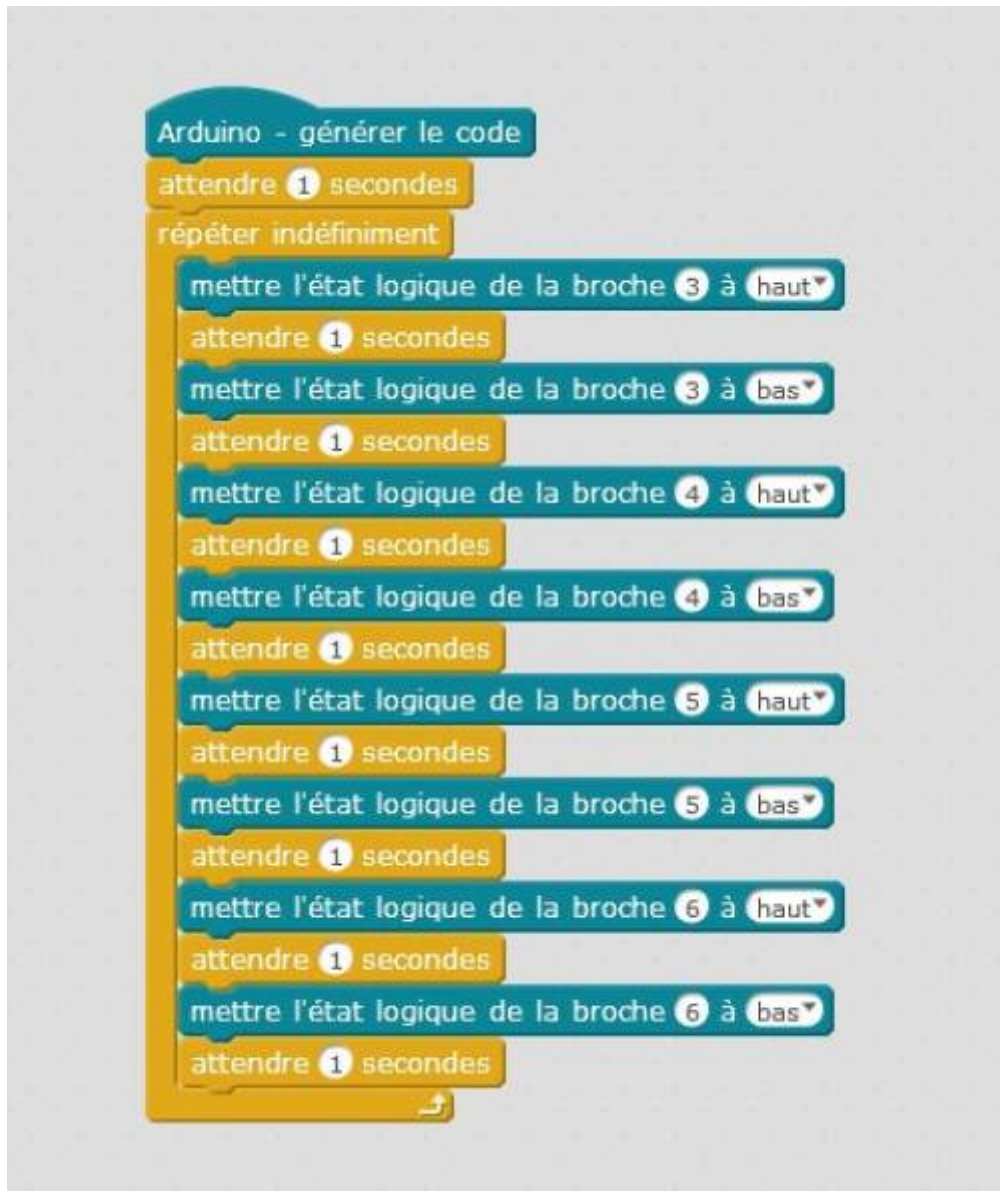 Arduino - générer le code
attendre 1 secondes
répéter indéfiniment
mettre l'état logique de la broche 3 à haut
attendre 1 secondes
mettre l'état logique de la broche 3 à bas
attendre 1 secondes
mettre l'état logique de la broche 4 à haut
attendre 1 secondes
mettre l'état logique de la broche 4 à bas
attendre 1 secondes
mettre l'état logique de la broche 5 à haut
attendre 1 secondes
mettre l'état logique de la broche 5 à bas
attendre 1 secondes
mettre l'état logique de la broche 6 à haut
attendre 1 secondes
mettre l'état logique de la broche 6 à bas
attendre 1 secondes